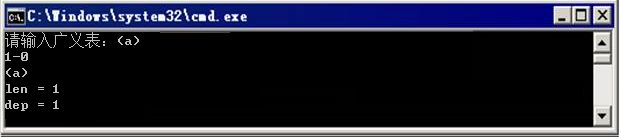 C:\Windows\system32\cmd.exe
请输入广义表：(a)
1-0
(a)
len = 1
dep = 1